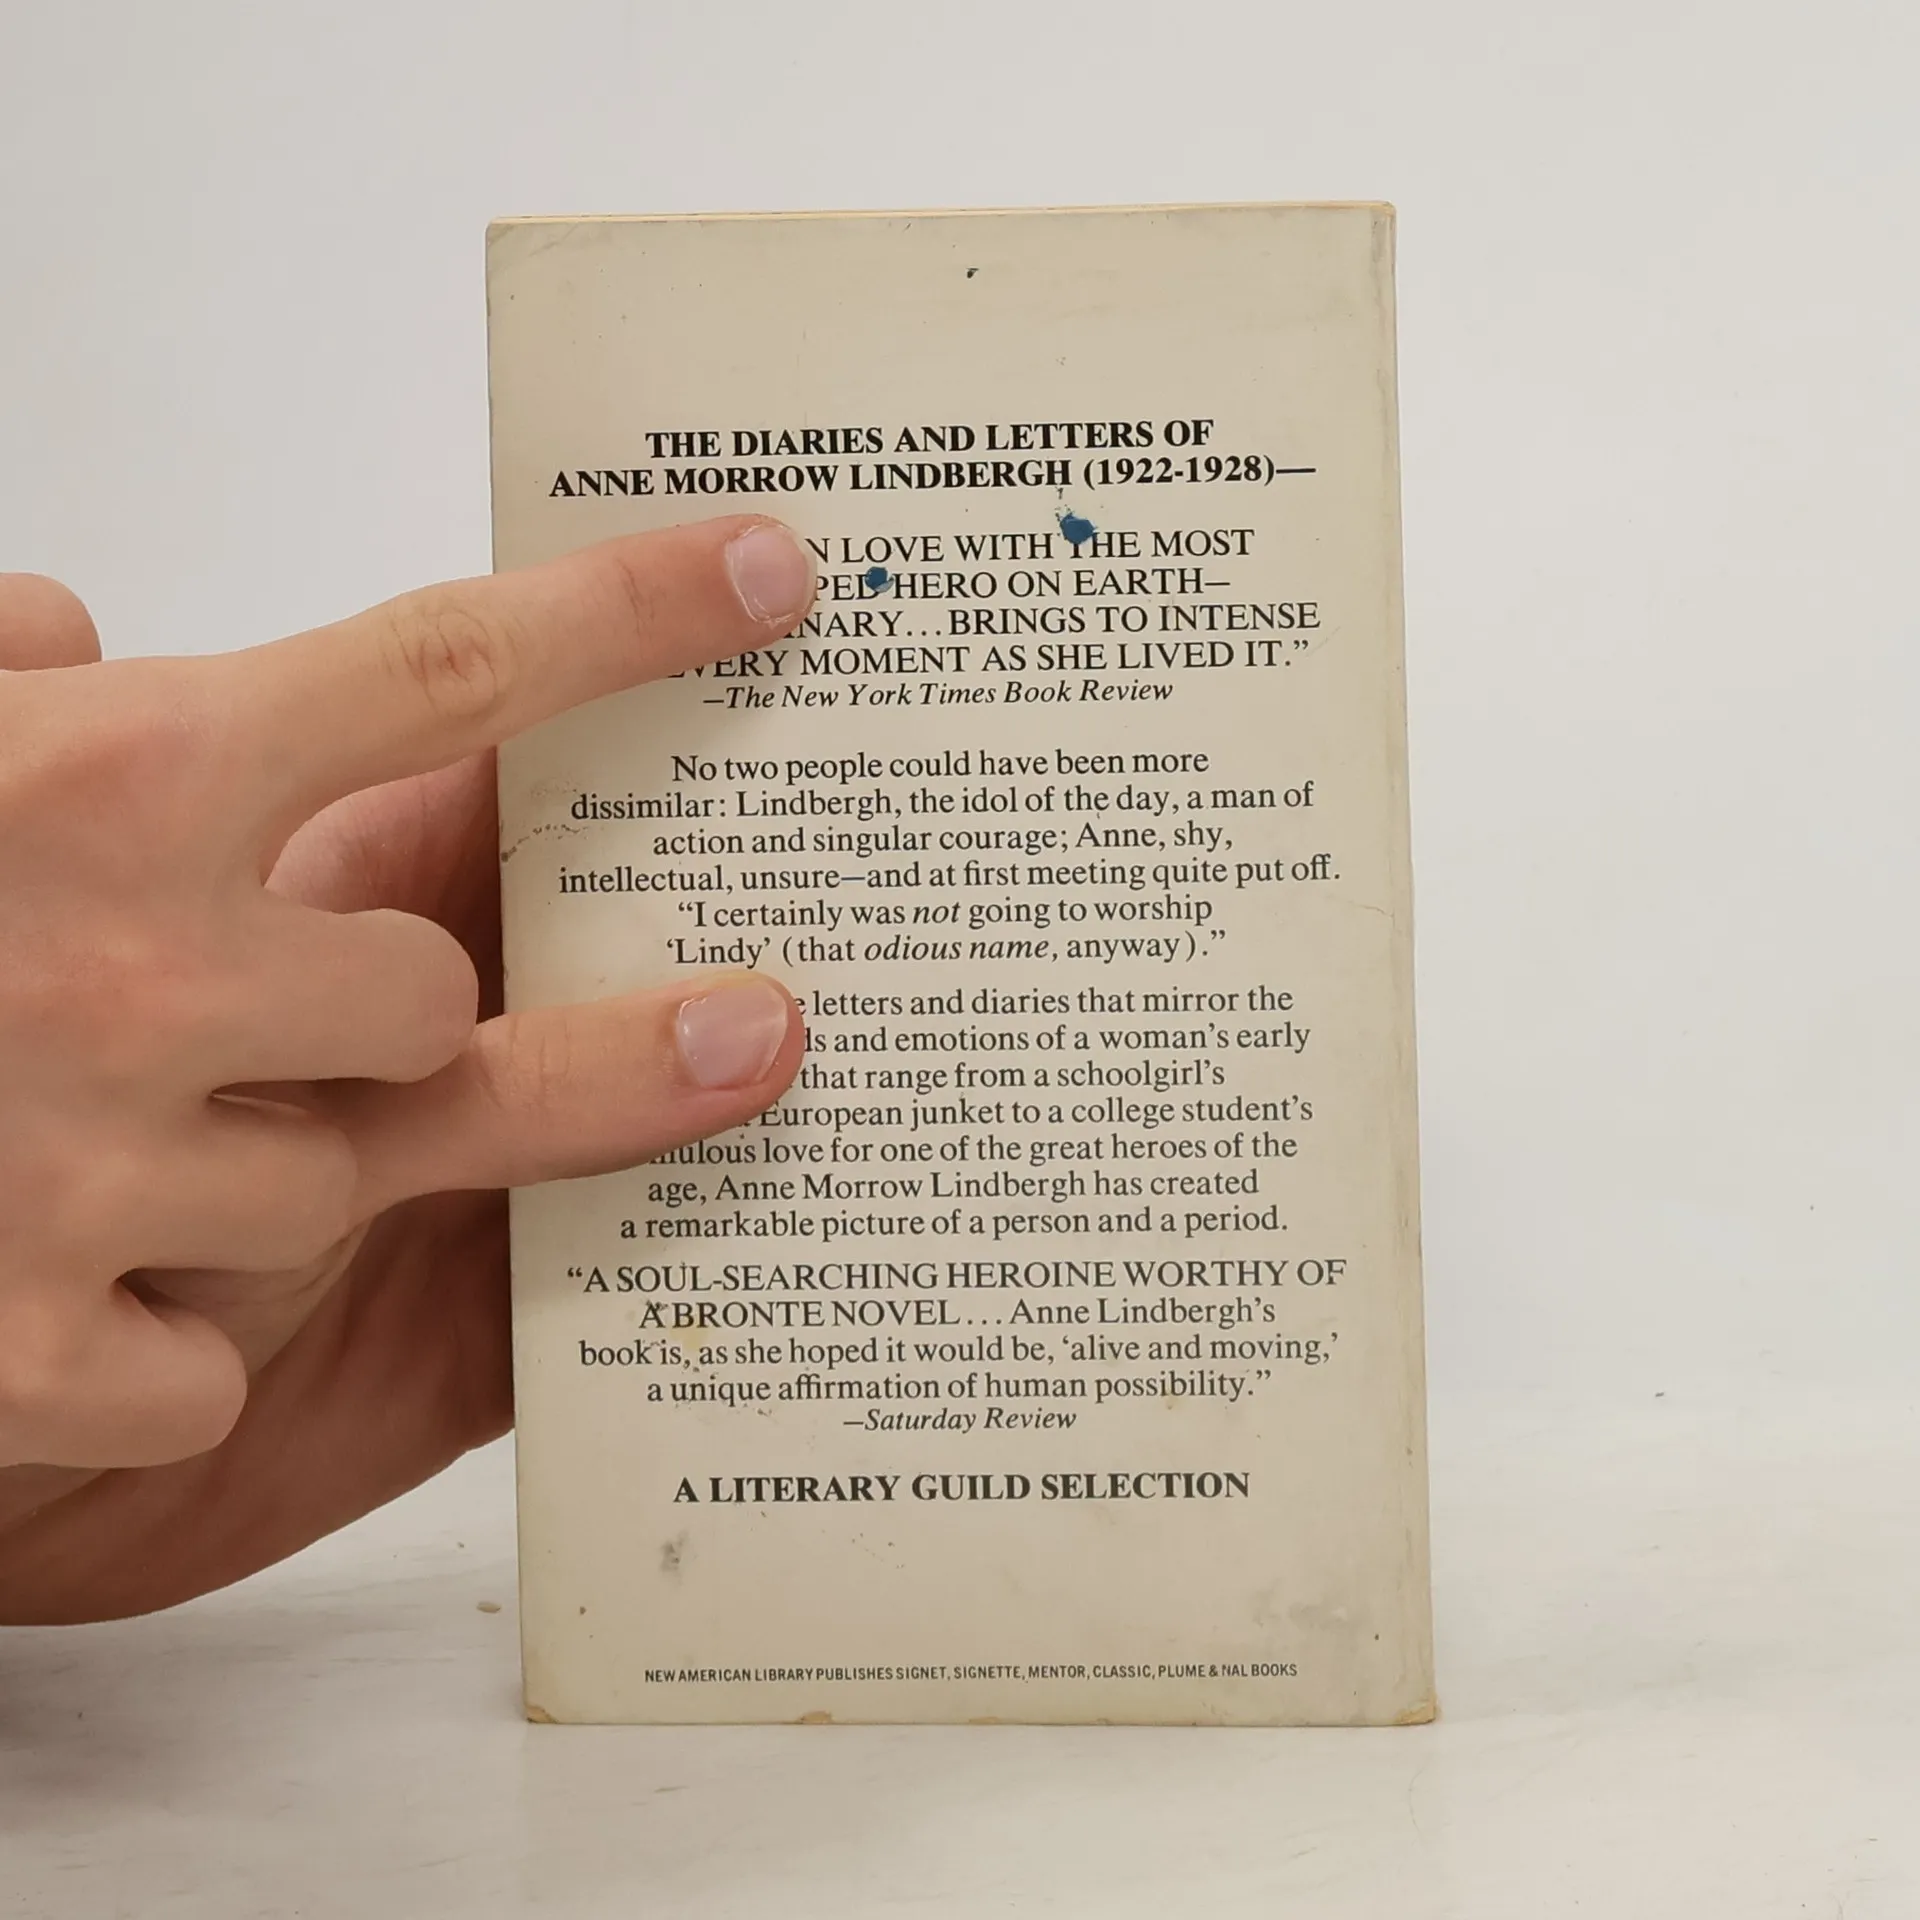 THE DIARIES AND LETTERS OF
ANNE MORROW LINDBERGH (1922-1928)—
LOVE WITH THE MOST
HERO ON EARTH—
...BRINGS TO INTENSE
MOMENT AS SHE LIVED IT.”
—The New York Times Book Review
No two people could have been more
dissimilar: Lindbergh, the idol of the day, a man of
action and singular courage; Anne, shy,
intellectual, unsure—and at first meeting quite put off.
“I certainly was not going to worship
‘Lindy’ (that odious name, anyway).”
letters and diaries that mirror the
and emotions of a woman’s early
that range from a schoolgirl’s
European junket to a college student’s
love for one of the great heroes of the
age, Anne Morrow Lindbergh has created
a remarkable picture of a person and a period.
“A SOUL-SEARCHING HEROINE WORTHY OF
A BRONTE NOVEL...Anne Lindbergh’s
book is, as she hoped it would be, ‘alive and moving,’
a unique affirmation of human possibility.”
—Saturday Review
A LITERARY GUILD SELECTION
NEW AMERICAN LIBRARY PUBLISHES SIGNET, SIGNETTE, MENTOR, CLASSIC, PLUME & NAL BOOKS